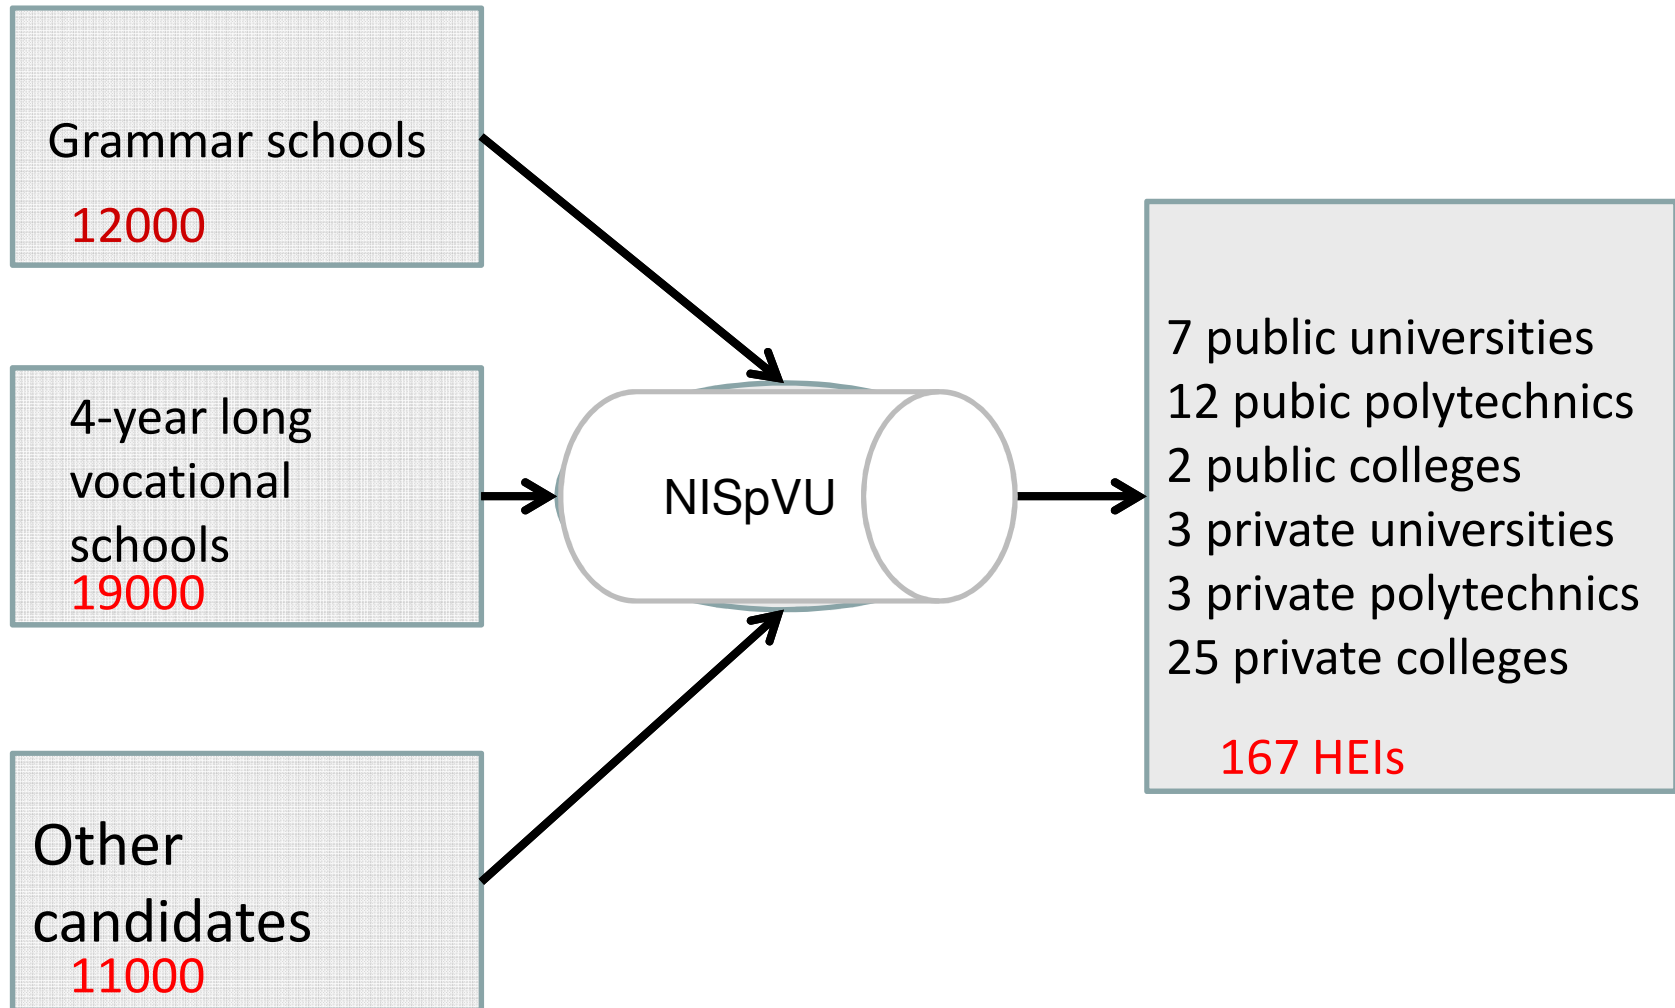 Grammar schools
12000
4-year long
vocational
schools
19000
Other
candidates
11000
NISpVU
7 public universities
12 pubic polytechnics
2 public colleges
3 private universities
3 private polytechnics
25 private colleges
167 HEIs